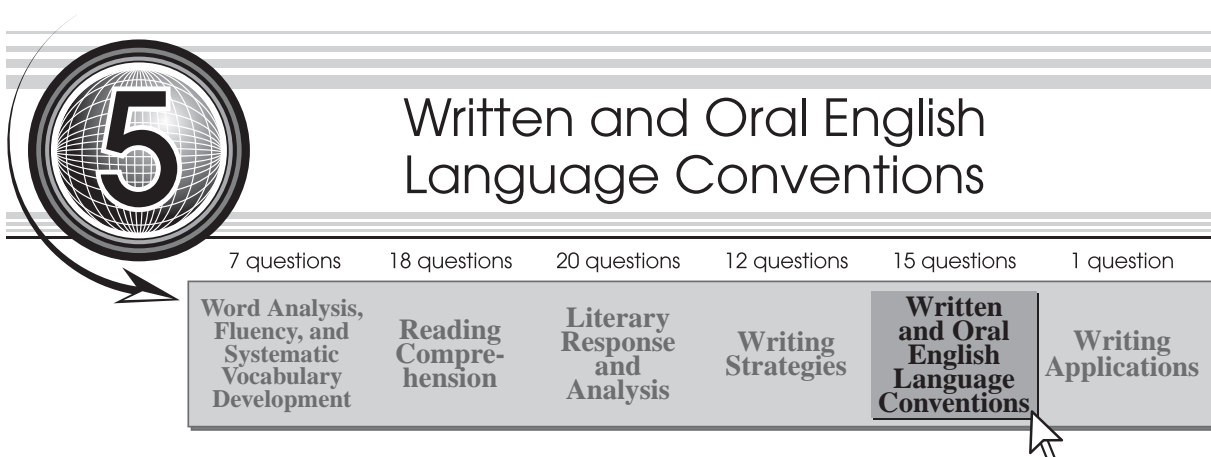 5
Written and Oral English
Language Conventions
7 questions
18 questions
20 questions
12 questions
15 questions
1 question
Word Analysis,
Fluency, and
Systematic
Vocabulary
Development
Reading
Compre-
hension
Literary
Response
and
Analysis
Writing
Strategies
Written
and Oral
English
Language
Conventions
Writing
Applications